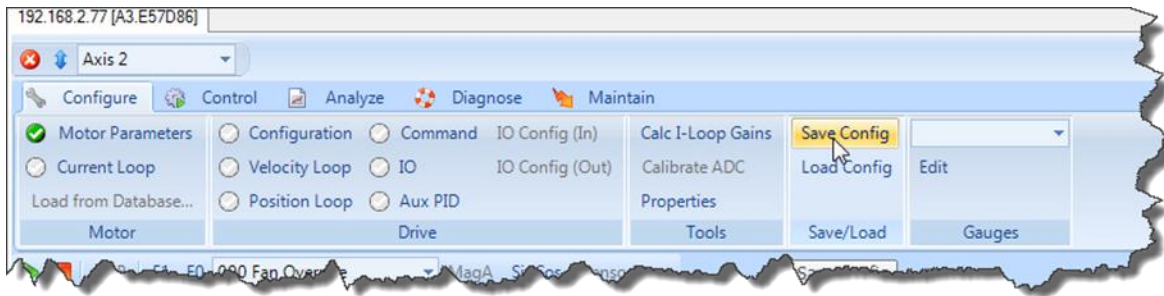 192.168.2.77 [A3.E57D86]
Axis 2
Configure Control Analyze Diagnose Maintain
Motor Parameters Configuration Command IO Config (In) Calc I-Loop Gains Save Config
Current Loop Velocity Loop IO IO Config (Out) Calibrate ADC Load Config Edit
Load from Database... Position Loop Aux PID Properties
Motor Drive Tools Save/Load Gauges
Fan MagA